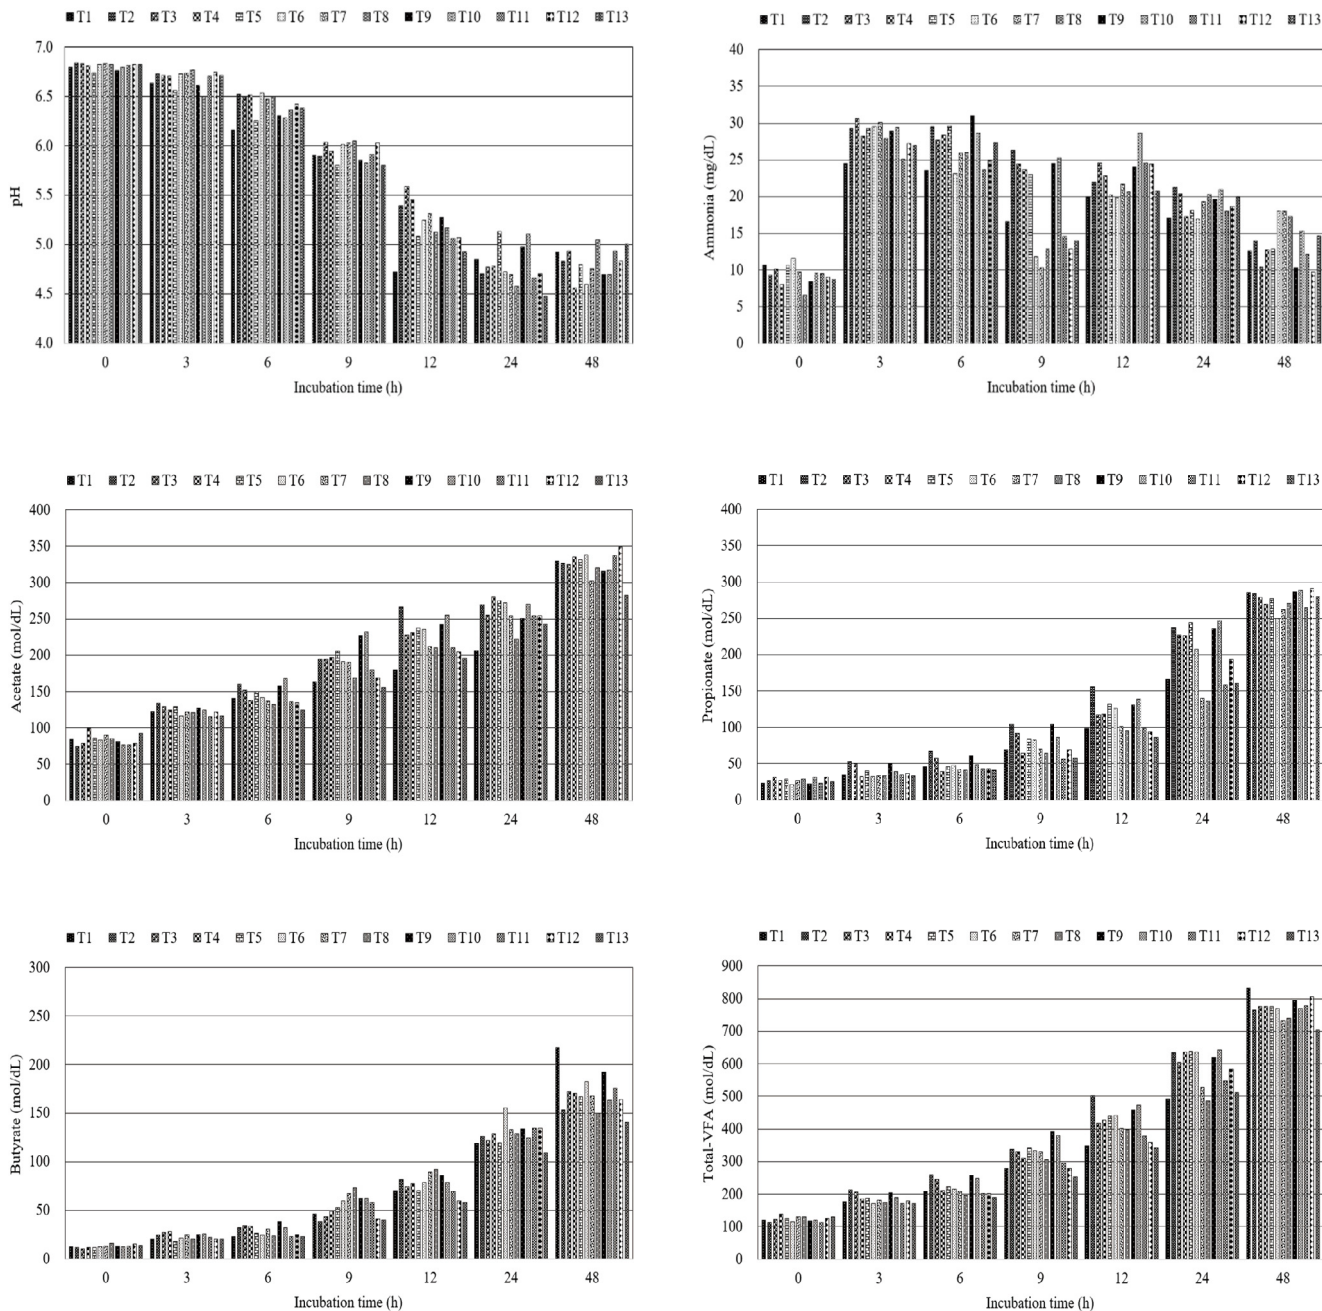 T1 T2 T3 T4 T5 T6 T7 T8 T9 T10 T11 T12 T13
7.0
6.5
6.0
5.5
5.0
4.5
4.0
pH
0 3 6 9 12 24 48
Incubation time (h)
T1 T2 T3 T4 T5 T6 T7 T8 T9 T10 T11 T12 T13
40
35
30
25
20
15
10
5
0
Ammonia (mg/dL)
0 3 6 9 12 24 48
Incubation time (h)
T1 T2 T3 T4 T5 T6 T7 T8 T9 T10 T11 T12 T13
400
350
300
250
200
150
100
50
0
Acetate (mol/dL)
0 3 6 9 12 24 48
Incubation time (h)
T1 T2 T3 T4 T5 T6 T7 T8 T9 T10 T11 T12 T13
400
350
300
250
200
150
100
50
0
Propionate (mol/dL)
0 3 6 9 12 24 48
Incubation time (h)
T1 T2 T3 T4 T5 T6 T7 T8 T9 T10 T11 T12 T13
300
250
200
150
100
50
0
Butyrate (mol/dL)
0 3 6 9 12 24 48
Incubation time (h)
T1 T2 T3 T4 T5 T6 T7 T8 T9 T10 T11 T12 T13
900
800
700
600
500
400
300
200
100
0
Total-VFA (mol/dL)
0 3 6 9 12 24 48
Incubation time (h)